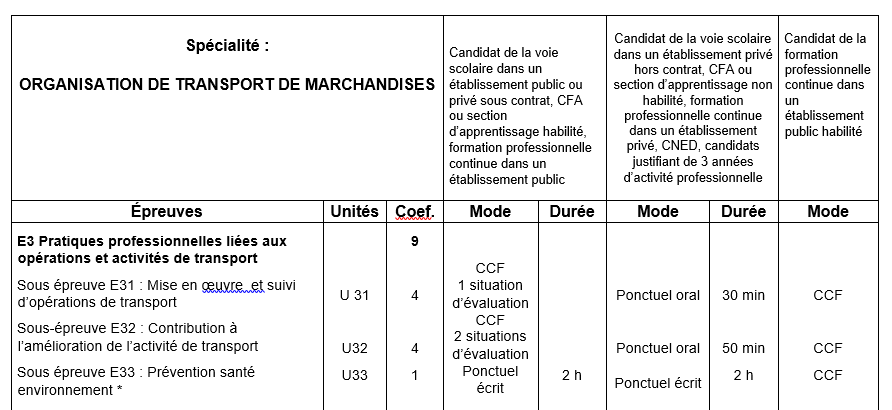 Spécialité :
ORGANISATION DE TRANSPORT DE MARCHANDISES
Candidat de la voie
scolaire dans un
établissement public ou
privé sous contrat, CFA
ou section
d'apprentissage habilité,
formation professionnelle
continue dans un
établissement public
Candidat de la voie scolaire
dans un établissement privé
hors contrat, CFA ou
section d'apprentissage non
habilité, formation
professionnelle continue
dans un établissement
privé, CNED, candidats
justifiant de 3 années
d'activité professionnelle
Candidat de la
formation
professionnelle
continue dans
un
établissement
public habilité
Épreuves Unités Coef. Mode Durée Mode Durée Mode
E3 Pratiques professionnelles liées aux
opérations et activités de transport
9
Sous épreuve E31 : Mise en œuvre et suivi
d'opérations de transport
U 31
4
CCF
1 situation
d'évaluation
Ponctuel oral
30 min
CCF
Sous-épreuve E32 : Contribution à
l'amélioration de l'activité de transport
U32
4
CCF
2 situations
d'évaluation
Ponctuel oral
50 min
CCF
Sous épreuve E33 : Prévention santé
environnement *
U33
1
Ponctuel
écrit
2 h
Ponctuel écrit
2 h
CCF